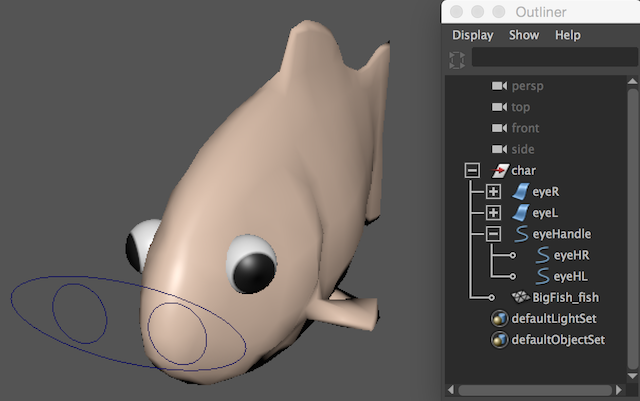 Outliner
Display Show Help
persp
top
front
side
char
eyeR
eyeL
eyeHandle
eyeHR
eyeHL
BigFish_fish
defaultLightSet
defaultObjectSet